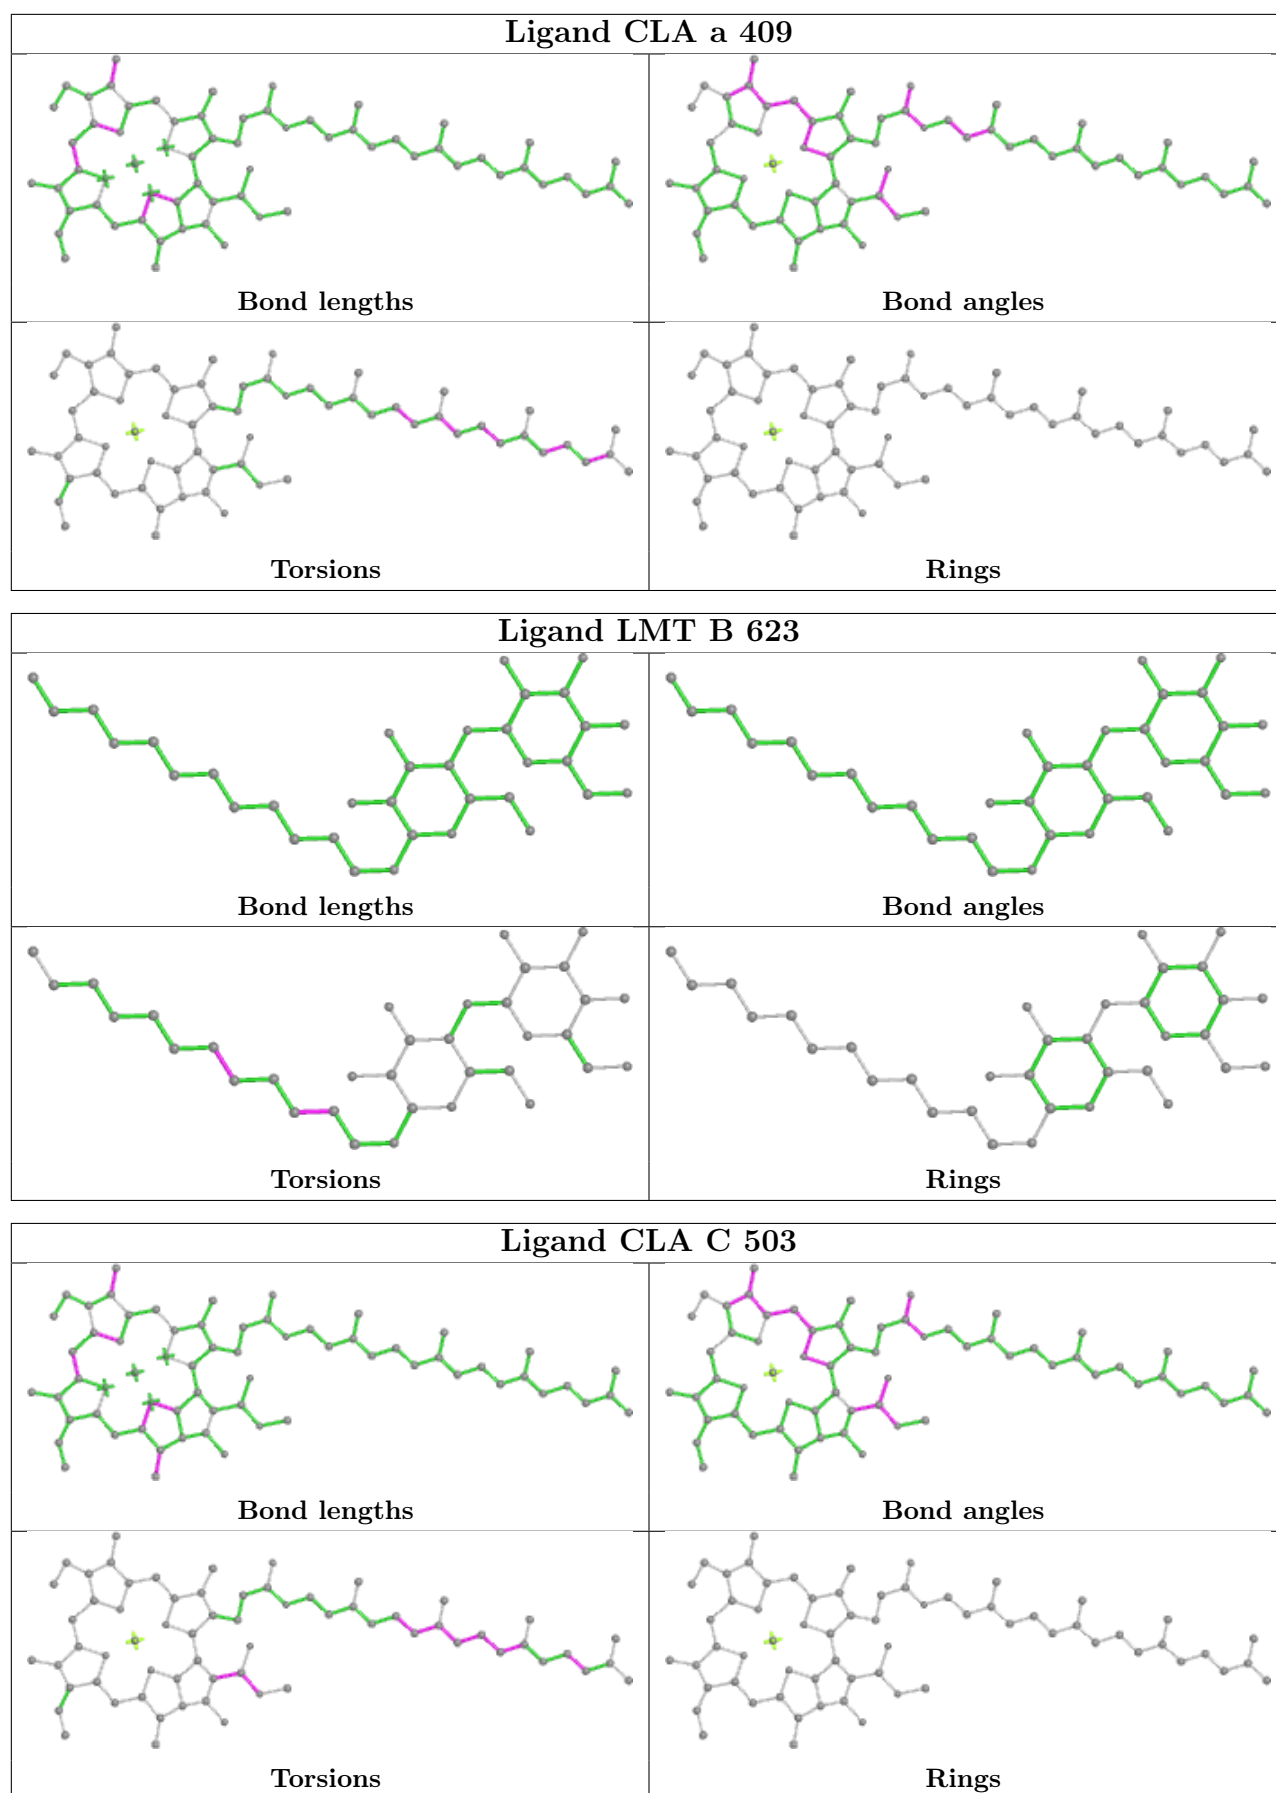 Ligand CLA a 409
Bond lengths
Bond angles
Torsions
Rings
Ligand LMT B 623
Bond lengths
Bond angles
Torsions
Rings
Ligand CLA C 503
Bond lengths
Bond angles
Torsions
Rings